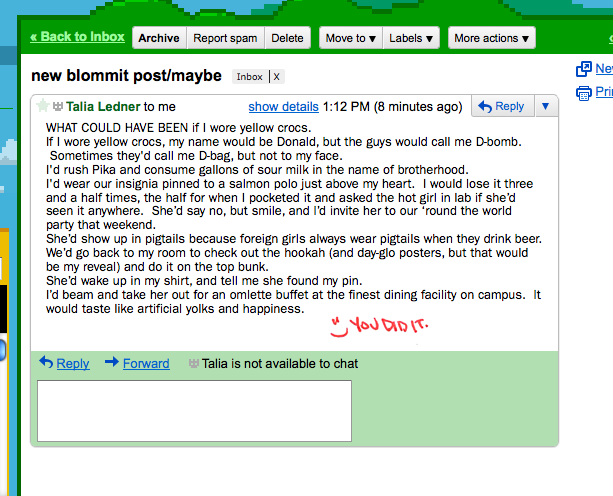 « Back to Inbox Archive Report spam Delete Move to ▼ Labels ▼ More actions ▼
new blommit post/maybe Inbox | X
Talia Ledner to me show details 1:12 PM (8 minutes ago) Reply ▼
WHAT COULD HAVE BEEN if I wore yellow crocs.
If I wore yellow crocs, my name would be Donald, but the guys would call me D-bomb.
Sometimes they'd call me D-bag, but not to my face.
I'd rush Pika and consume gallons of sour milk in the name of brotherhood.
I'd wear our insignia pinned to a salmon polo just above my heart.  I would lose it three
and a half times, the half for when I pocketed it and asked the hot girl in lab if she'd
seen it anywhere.  She'd say no, but smile, and I'd invite her to our 'round the world
party that weekend.
She'd show up in pigtails because foreign girls always wear pigtails when they drink beer.
We'd go back to my room to check out the hookah (and day-glo posters, but that would
be my reveal) and do it on the top bunk.
She'd wake up in my shirt, and tell me she found my pin.
I'd beam and take her out for an omlette buffet at the finest dining facility on campus.  It
would taste like artificial yolks and happiness.
YOU DID IT.
Reply Forward Talia is not available to chat